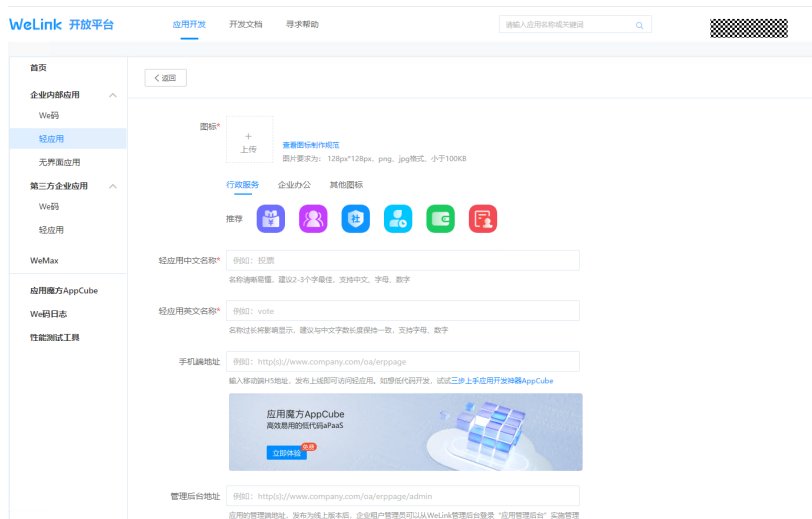 WeLink 开放平台
应用开发
开发文档
寻求帮助
请输入应用名称或关键词
首页
企业内部应用
We码
轻应用
无界面应用
第三方企业应用
We码
轻应用
WeMax
应用魔方AppCube
We码日志
性能测试工具
返回
图标*
+
上传
查看图标制作规范
图片要求为： 128px*128px、png、jpg格式、小于100KB
行政服务
企业办公
其他图标
推荐
¥
社
轻应用中文名称*
例如：投票
名称清晰易懂，建议2-3个字最佳，支持中文、字母、数字
轻应用英文名称*
例如：vote
名称过长将影响显示，建议与中文字数长度保持一致，支持字母、数字
手机端地址
例如：http(s)://www.company.com/oa/erppage
输入移动端H5地址，发布上线即可访问轻应用。如想低代码开发，试试三步上手应用开发神器AppCube
应用魔方AppCube
高效易用的低代码aPaaS
立即体验
免费
管理后台地址
例如：http(s)://www.company.com/oa/erppage/admin
应用的管理端地址，发布为线上版本后，企业租户管理员可以从WeLink管理后台登录“应用管理后台”实施管理